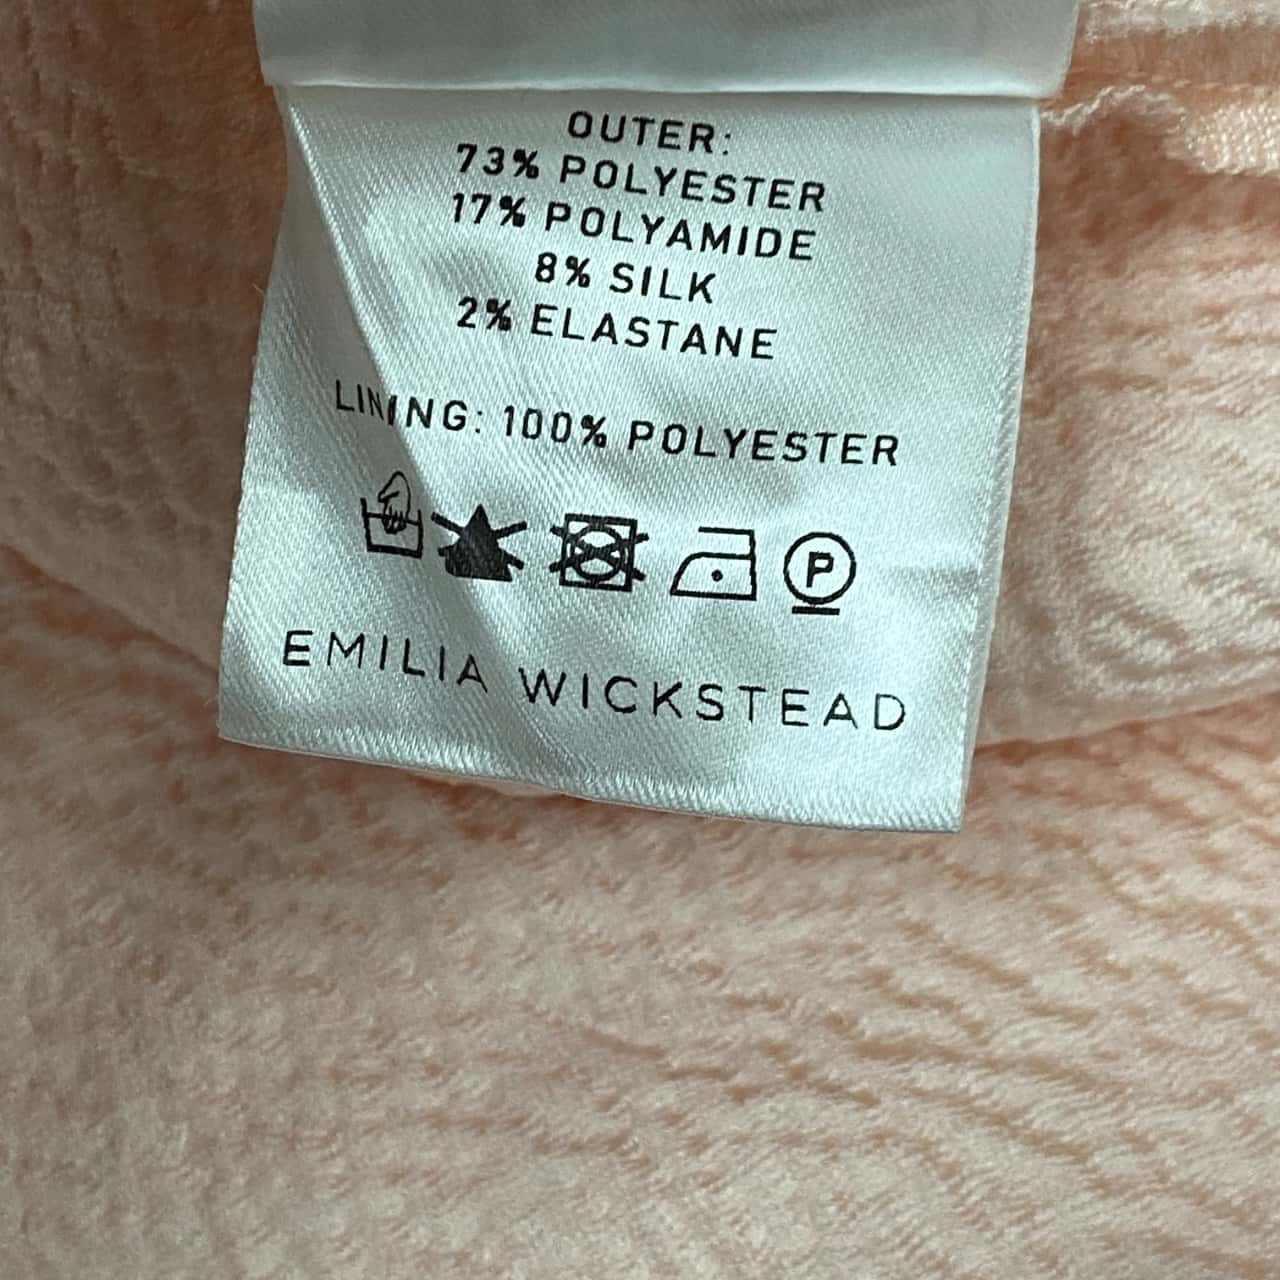 OUTER:
73% POLYESTER
17% POLYAMIDE
8% SILK
2% ELASTANE
LINING: 100% POLYESTER
P
EMILIA WICKSTEAD